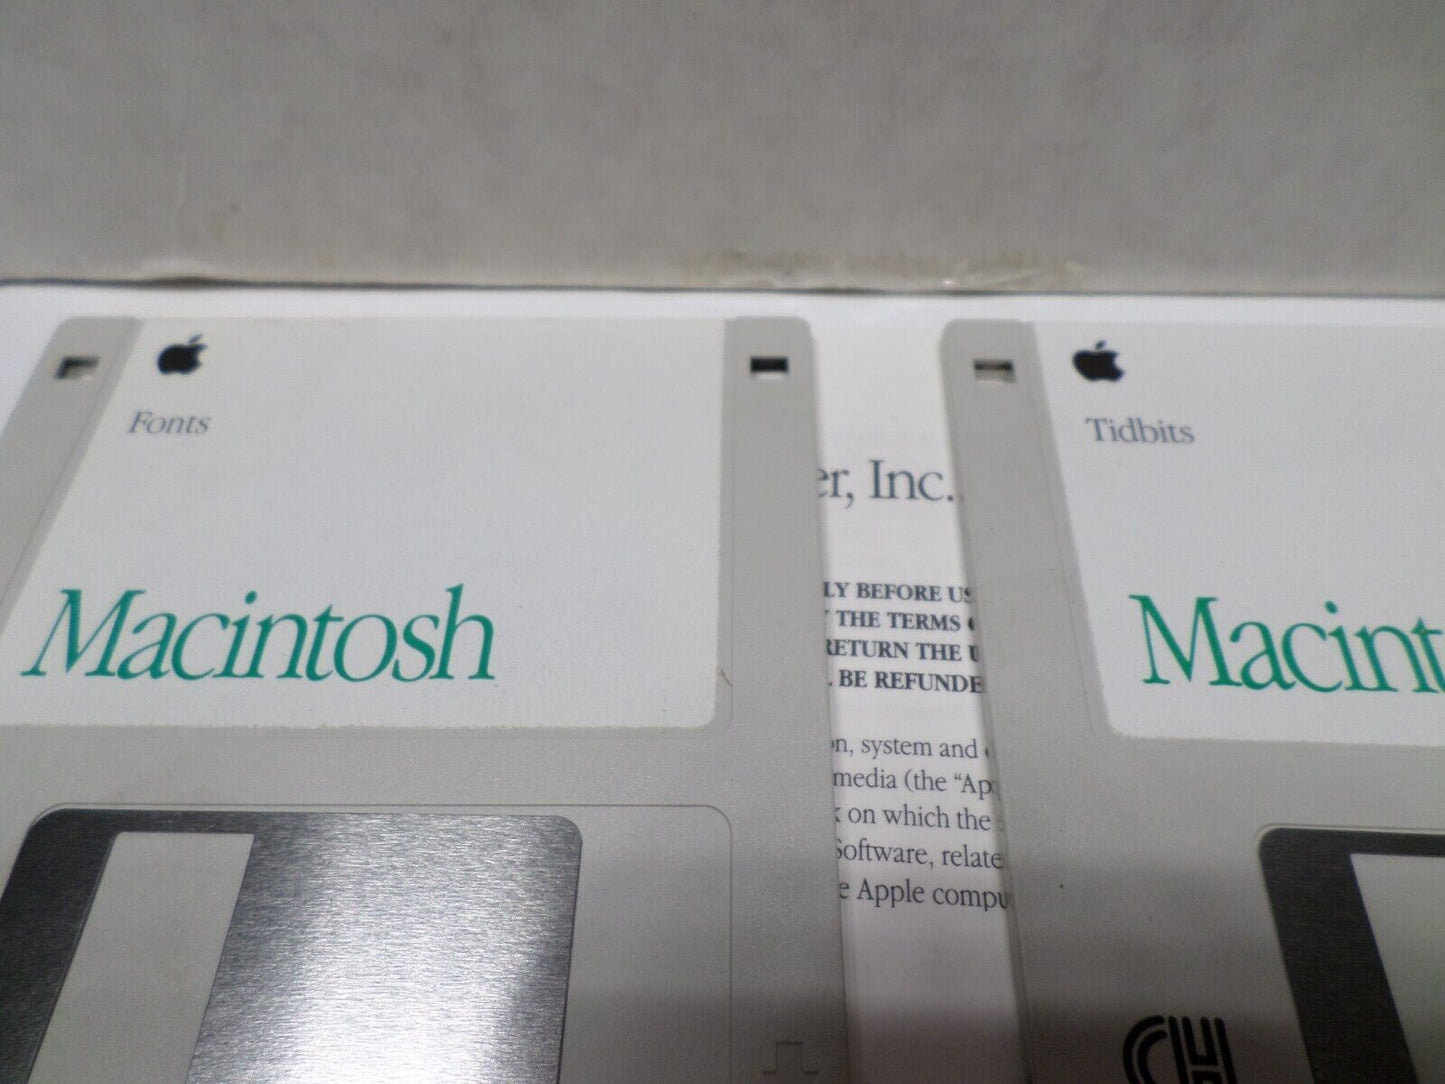 Fonts
Macintosh
er, Inc.
LY BEFORE US
THE TERMS
RETURN THE
BE REFUNDE
on, system and
media (the “Ap
on which the
Software, relate
e Apple compu
Tidbits
Macint